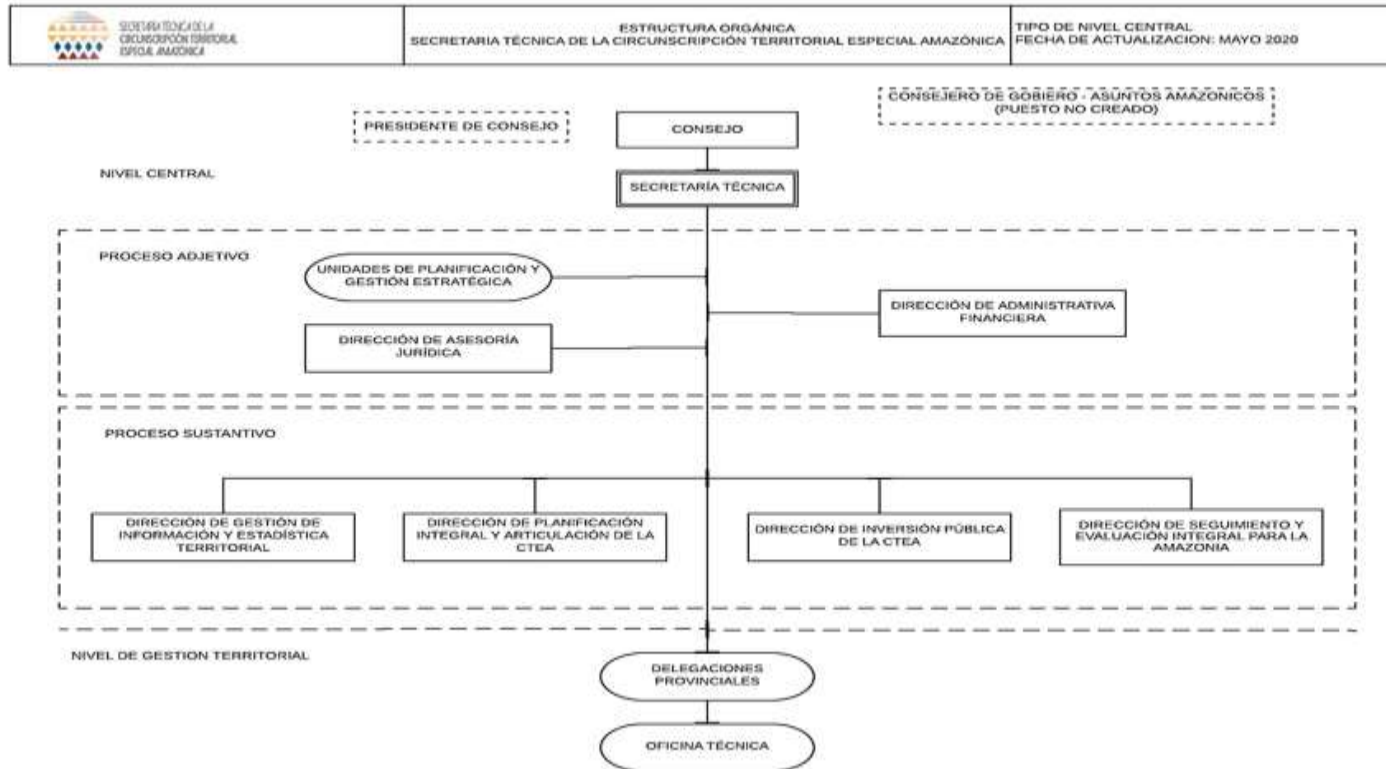 SECRETARÍA TÉCNICA DE LA
CIRCUNSCRIPCIÓN TERRITORIAL
ESPECIAL AMAZÓNICA
ESTRUCTURA ORGÁNICA
SECRETARIA TÉCNICA DE LA CIRCUNSCRIPCIÓN TERRITORIAL ESPECIAL AMAZÓNICA
TIPO DE NIVEL CENTRAL
FECHA DE ACTUALIZACION: MAYO 2020
CONSEJERO DE GOBIERO - ASUNTOS AMAZONICOS
(PUESTO NO CREADO)
PRESIDENTE DE CONSEJO
CONSEJO
NIVEL CENTRAL
SECRETARÍA TÉCNICA
PROCESO ADJETIVO
UNIDADES DE PLANIFICACIÓN Y
GESTIÓN ESTRATÉGICA
DIRECCIÓN DE ADMINISTRATIVA
FINANCIERA
DIRECCIÓN DE ASESORÍA
JURÍDICA
PROCESO SUSTANTIVO
DIRECCIÓN DE GESTIÓN DE
INFORMACIÓN Y ESTADÍSTICA
TERRITORIAL
DIRECCIÓN DE PLANIFICACIÓN
INTEGRAL Y ARTICULACIÓN DE LA
CTEA
DIRECCIÓN DE INVERSIÓN PÚBLICA
DE LA CTEA
DIRECCIÓN DE SEGUIMIENTO Y
EVALUACIÓN INTEGRAL PARA LA
AMAZONIA
NIVEL DE GESTION TERRITORIAL
DELEGACIONES
PROVINCIALES
OFICINA TÉCNICA